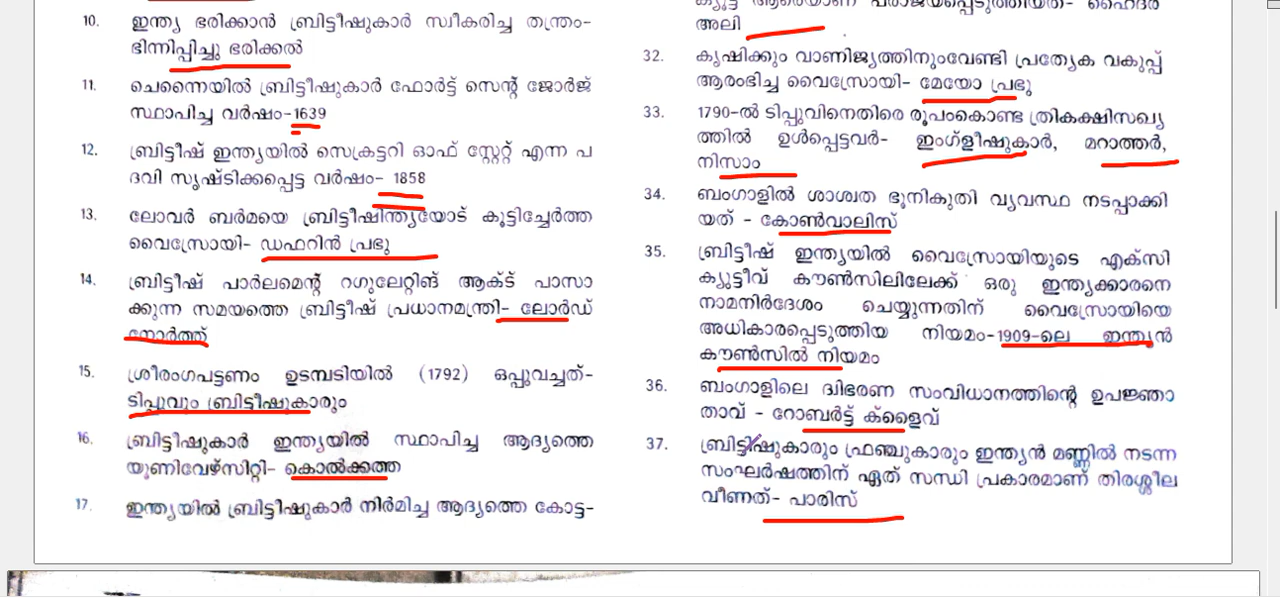 10. ഇന്ത്യ ഭരിക്കാൻ ബ്രിട്ടീഷുകാർ സ്വീകരിച്ച തന്ത്രം-
ഭിന്നിപ്പിച്ചു ഭരിക്കൽ
11. ചെന്നൈയിൽ ബ്രിട്ടീഷുകാർ ഫോർട്ട് സെന്റ് ജോർജ്
സ്ഥാപിച്ച വർഷം-1639
12. ബ്രിട്ടീഷ് ഇന്ത്യയിൽ സെക്രട്ടറി ഓഫ് സ്റ്റേറ്റ് എന്ന പ
ദവി സൃഷ്ടിക്കപ്പെട്ട വർഷം- 1858
13. ലോവർ ബർമയെ ബ്രിട്ടീഷിന്ത്യയോട് കൂട്ടിച്ചേർത്ത
വൈസ്രോയി- ഡഫറിൻ പ്രഭു
14. ബ്രിട്ടീഷ് പാർലമെന്റ് റഗുലേറ്റിങ് ആക്ട് പാസാ
ക്കുന്ന സമയത്തെ ബ്രിട്ടീഷ് പ്രധാനമന്ത്രി- ലോർഡ്
നോർത്ത്
15. ശ്രീരംഗപട്ടണം ഉടമ്പടിയിൽ (1792) ഒപ്പുവച്ചത്-
ടിപ്പുവും ബ്രിട്ടീഷുകാരും
16. ബ്രിട്ടീഷുകാർ ഇന്ത്യയിൽ സ്ഥാപിച്ച ആദ്യത്തെ
യൂണിവേഴ്സിറ്റി- കൊൽക്കത്ത
17. ഇന്ത്യയിൽ ബ്രിട്ടീഷുകാർ നിർമിച്ച ആദ്യത്തെ കോട്ട-
ക്യൂട്ട് ആരെയാണ് പരാജയപ്പെടുത്തിയത്- ഹൈദർ
അലി
32. കൃഷിക്കും വാണിജ്യത്തിനുംവേണ്ടി പ്രത്യേക വകുപ്പ്
ആരംഭിച്ച വൈസ്രോയി- മേയോ പ്രഭു
33. 1790-ൽ ടിപ്പുവിനെതിരെ രൂപംകൊണ്ട ത്രികക്ഷിസഖ്യ
ത്തിൽ ഉൾപ്പെട്ടവർ- ഇംഗ്ളീഷുകാർ, മറാത്തർ,
നിസാം
34. ബംഗാളിൽ ശാശ്വത ഭൂനികുതി വ്യവസ്ഥ നടപ്പാക്കി
യത് - കോൺവാലിസ്
35. ബ്രിട്ടീഷ് ഇന്ത്യയിൽ വൈസ്രോയിയുടെ എക്സി
ക്യുട്ടീവ് കൗൺസിലിലേക്ക് ഒരു ഇന്ത്യക്കാരനെ
നാമനിർദേശം ചെയ്യുന്നതിന് വൈസ്രോയിയെ
അധികാരപ്പെടുത്തിയ നിയമം-1909-ലെ ഇന്ത്യൻ
കൗൺസിൽ നിയമം
36. ബംഗാളിലെ ദ്വിഭരണ സംവിധാനത്തിന്റെ ഉപജ്ഞാ
താവ് - റോബർട്ട് ക്ളൈവ്
37. ബ്രിട്ടീഷുകാരും ഫ്രഞ്ചുകാരും ഇന്ത്യൻ മണ്ണിൽ നടന്ന
സംഘർഷത്തിന് ഏത് സന്ധി പ്രകാരമാണ് തിരശ്ശീല
വീണത്- പാരിസ്